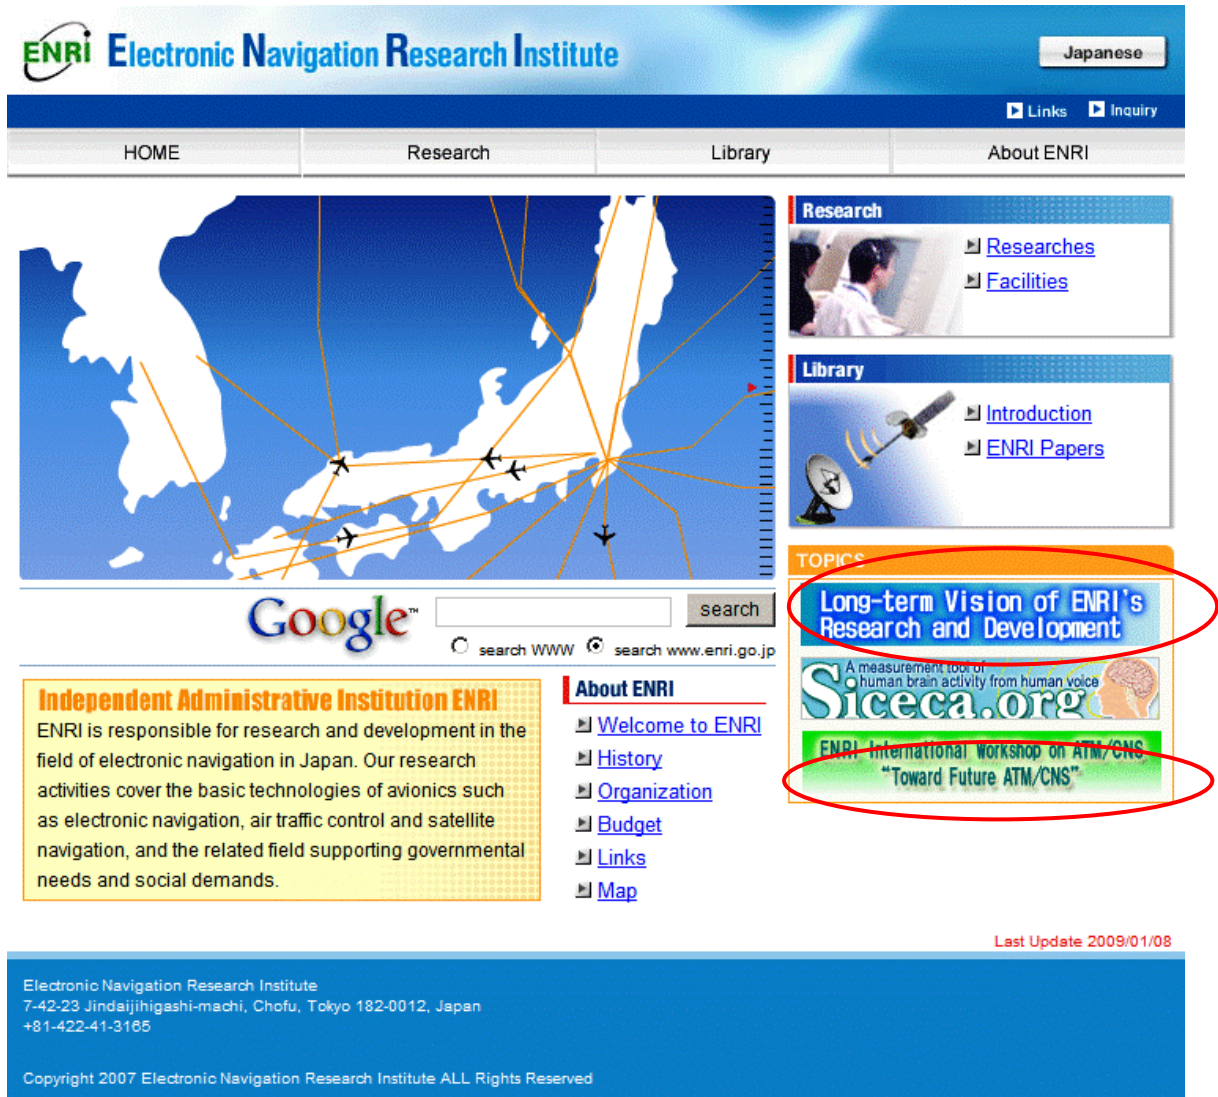 ENRI Electronic Navigation Research Institute
Japanese
Links Inquiry
HOME Research Library About ENRI
Research
Researches
Facilities
Library
Introduction
ENRI Papers
TOPICS
Long-term Vision of ENRI's
Research and Development
A measurement tool of
human brain activity from human voice
Siceca.org
ENRI International Workshop on ATM/CNS
"Toward Future ATM/CNS"
Google™ search
search WWW search www.enri.go.jp
Independent Administrative Institution ENRI
ENRI is responsible for research and development in the
field of electronic navigation in Japan. Our research
activities cover the basic technologies of avionics such
as electronic navigation, air traffic control and satellite
navigation, and the related field supporting governmental
needs and social demands.
About ENRI
Welcome to ENRI
History
Organization
Budget
Links
Map
Last Update 2009/01/08
Electronic Navigation Research Institute
7-42-23 Jindaijihigashi-machi, Chofu, Tokyo 182-0012, Japan
+81-422-41-3165
Copyright 2007 Electronic Navigation Research Institute ALL Rights Reserved